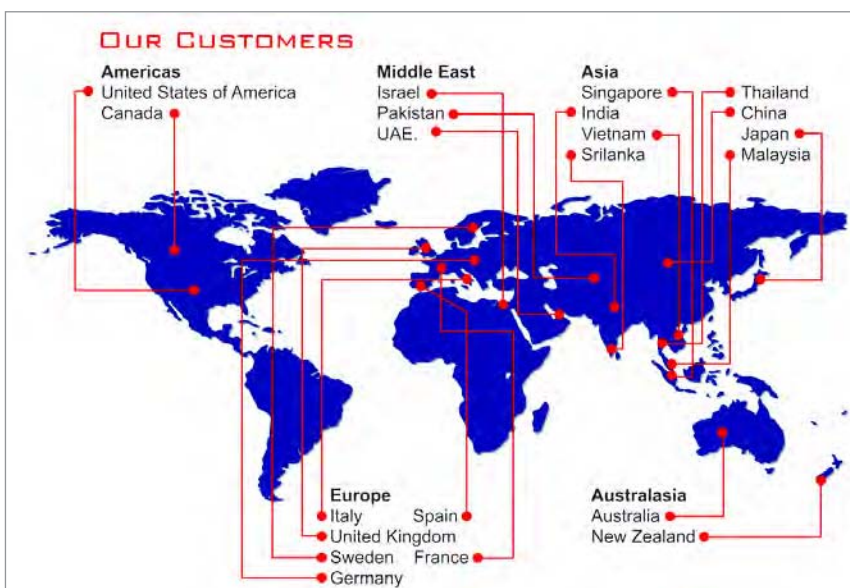 OUR CUSTOMERS
Americas
United States of America
Canada
Middle East
Israel
Pakistan
UAE.
Asia
Singapore
India
Vietnam
Srilanka
Thailand
China
Japan
Malaysia
Europe
Italy Spain
United Kingdom
Sweden France
Germany
Australasia
Australia
New Zealand